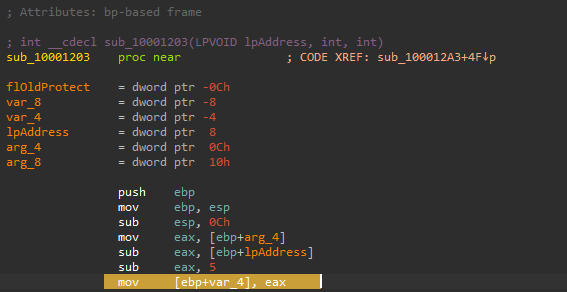 ; Attributes: bp-based frame
; int __cdecl sub_10001203(LPVOID lpAddress, int, int)
sub_10001203 proc near ; CODE XREF: sub_100012A3+4F↓p
flOldProtect = dword ptr -0Ch
var_8 = dword ptr -8
var_4 = dword ptr -4
lpAddress = dword ptr 8
arg_4 = dword ptr 0Ch
arg_8 = dword ptr 10h
push ebp
mov ebp, esp
sub esp, 0Ch
mov eax, [ebp+arg_4]
sub eax, [ebp+lpAddress]
sub eax, 5
mov [ebp+var_4], eax